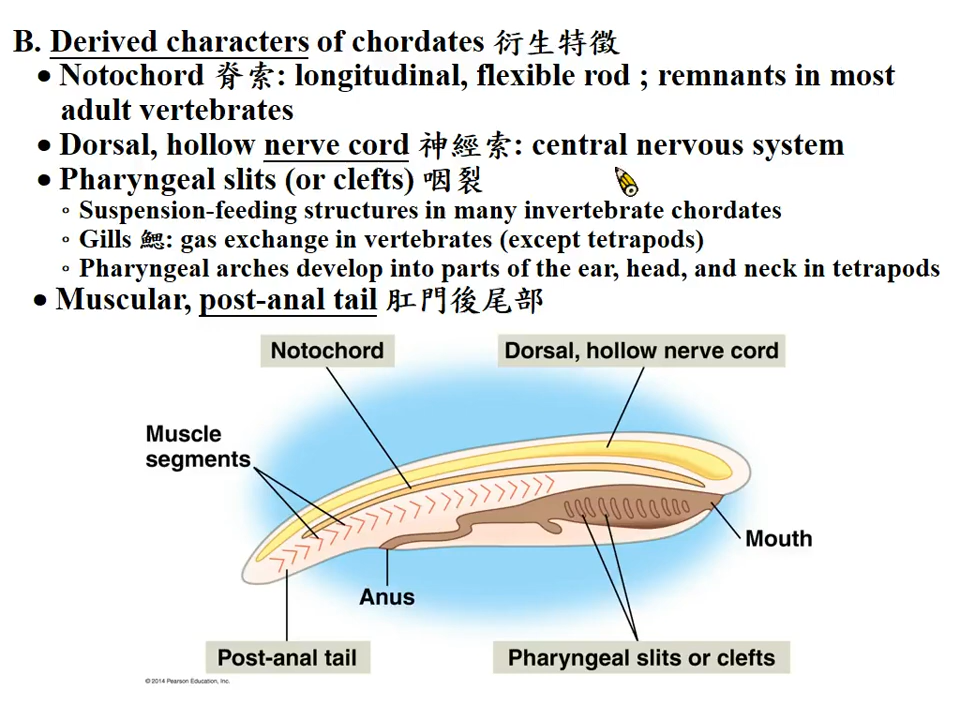 B. Derived characters of chordates 衍生特徵
• Notochord 脊索: longitudinal, flexible rod ; remnants in most
adult vertebrates
• Dorsal, hollow nerve cord 神經索: central nervous system
• Pharyngeal slits (or clefts) 咽裂
◦ Suspension-feeding structures in many invertebrate chordates
◦ Gills 鰓: gas exchange in vertebrates (except tetrapods)
◦ Pharyngeal arches develop into parts of the ear, head, and neck in tetrapods
• Muscular, post-anal tail 肛門後尾部
Notochord
Dorsal, hollow nerve cord
Muscle
segments
Mouth
Anus
Post-anal tail
Pharyngeal slits or clefts
© 2014 Pearson Education, Inc.